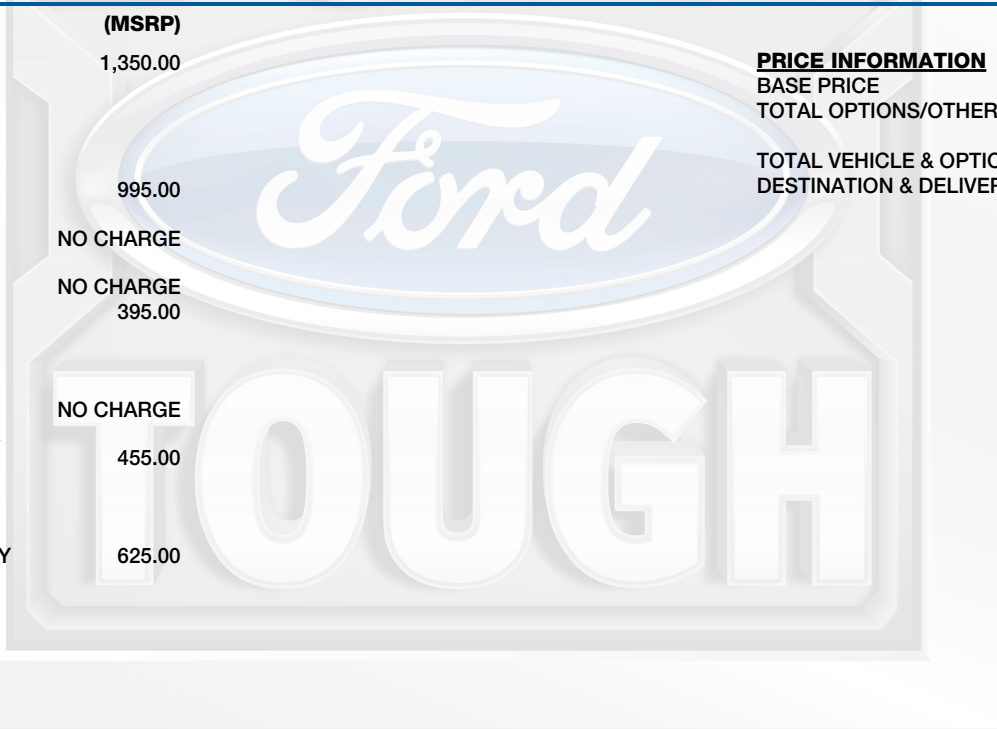 (MSRP)
1,350.00
995.00
NO CHARGE
NO CHARGE
395.00
NO CHARGE
455.00
Y 625.00
PRICE INFORMATION
BASE PRICE
TOTAL OPTIONS/OTHER
TOTAL VEHICLE & OPTIO
DESTINATION & DELIVER
Ford
TOUGH